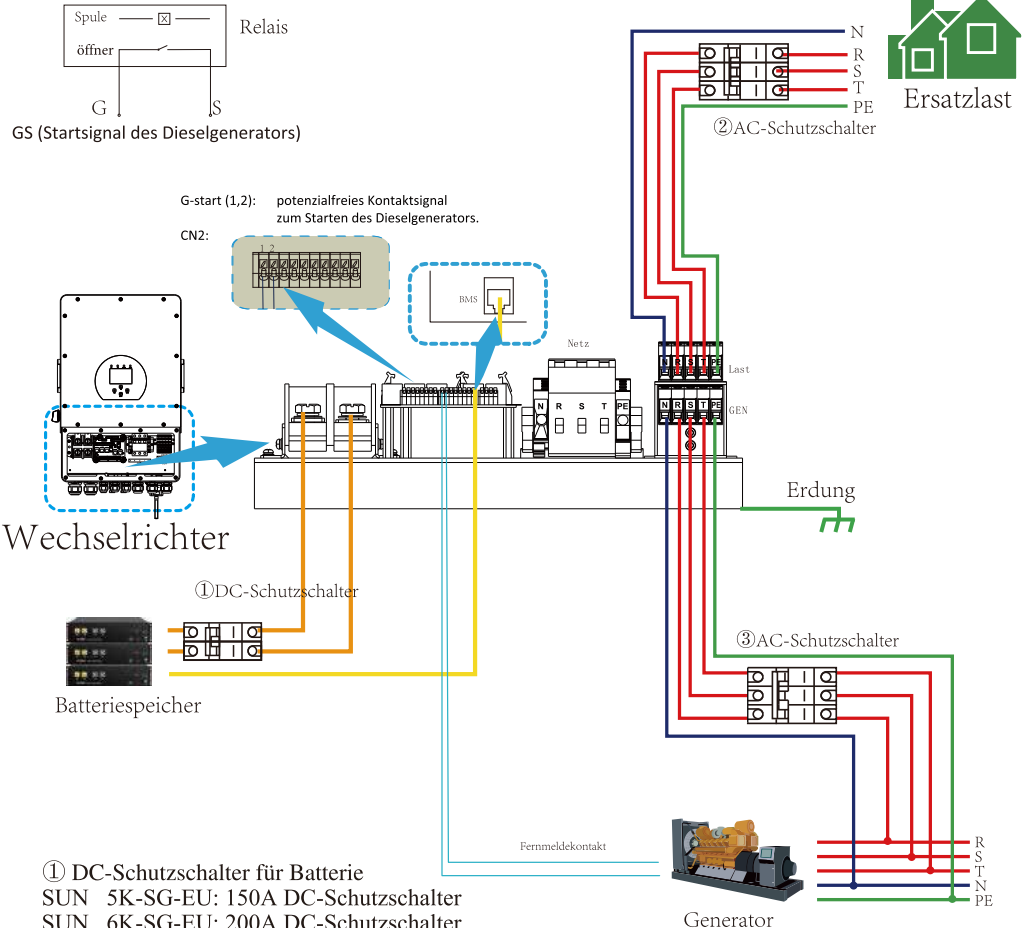 Spule
öffner
Relais
G S
GS (Startsignal des Dieselgenerators)
N
R
S
T
PE
②AC-Schutzschalter
Ersatzlast
G-start (1,2): potenzialfreies Kontaktsignal
zum Starten des Dieselgenerators.
CN2:
1 2
BMS
Netz
N R S T PE
N R S T PE
Last
N R S T PE
GEN
Erdung
Wechselrichter
①DC-Schutzschalter
③AC-Schutzschalter
Batteriespeicher
Fernmeldekontakt
R
S
T
N
PE
Generator
① DC-Schutzschalter für Batterie
SUN 5K-SG-EU: 150A DC-Schutzschalter
SUN 6K-SG-EU: 200A DC-Schutzschalter